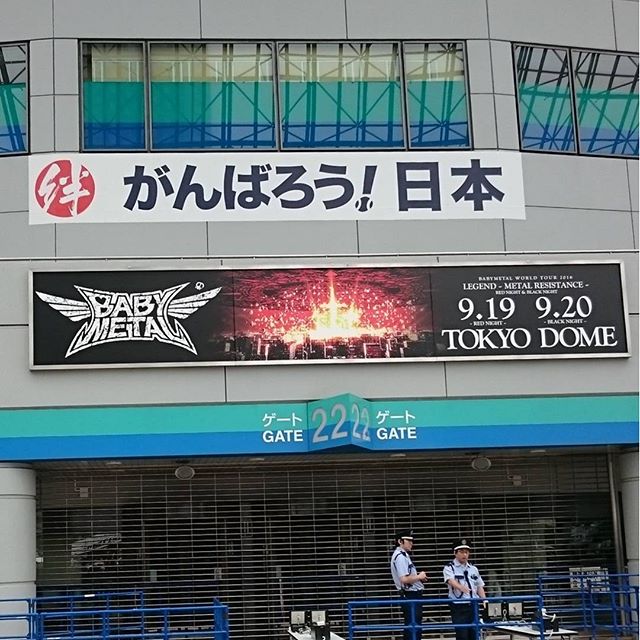 絆 がんばろう!日本
BABY
METAL
BABYMETAL WORLD TOUR 2016
LEGEND - METAL RESISTANCE -
RED NIGHT & BLACK NIGHT
9.19 9.20
- RED NIGHT - - BLACK NIGHT -
TOKYO DOME
ゲート 22 22 ゲート
GATE GATE